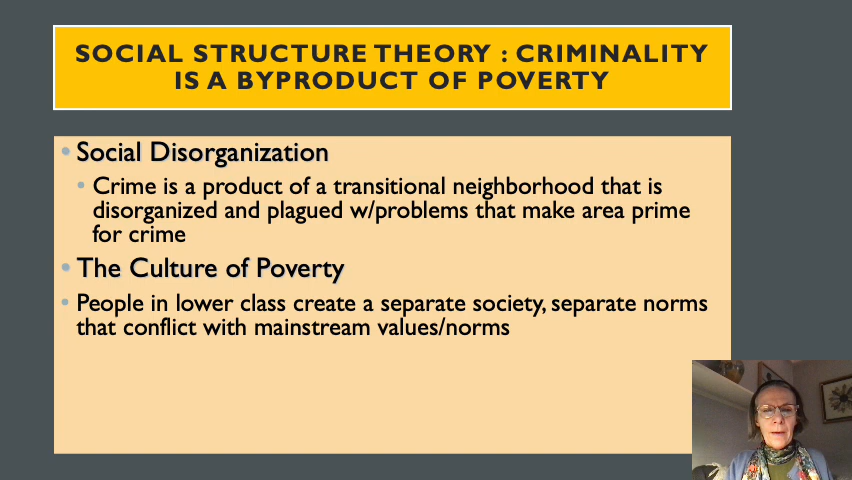 SOCIAL STRUCTURE THEORY : CRIMINALITY
IS A BYPRODUCT OF POVERTY
• Social Disorganization
• Crime is a product of a transitional neighborhood that is
disorganized and plagued w/problems that make area prime
for crime
• The Culture of Poverty
• People in lower class create a separate society, separate norms
that conflict with mainstream values/norms